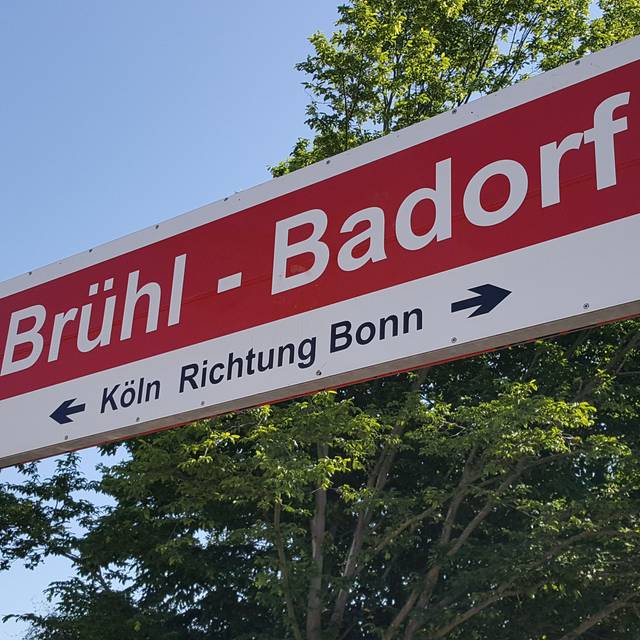 Brühl - Badorf
← Köln Richtung Bonn →